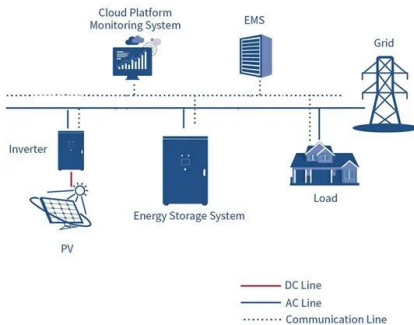 Cloud Platform
Monitoring System
EMS
Grid
Inverter
Energy Storage System
Load
PV
DC Line
AC Line
Communication Line